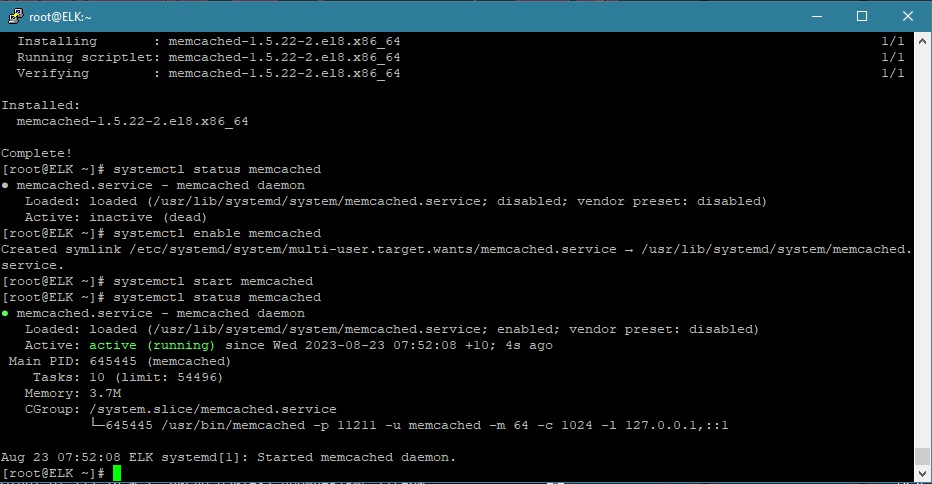 root@ELK:~
Installing : memcached-1.5.22-2.el8.x86_64 1/1
Running scriptlet: memcached-1.5.22-2.el8.x86_64 1/1
Verifying : memcached-1.5.22-2.el8.x86_64 1/1
Installed:
memcached-1.5.22-2.el8.x86_64
Complete!
[root@ELK ~]# systemctl status memcached
● memcached.service - memcached daemon
Loaded: loaded (/usr/lib/systemd/system/memcached.service; disabled; vendor preset: disabled)
Active: inactive (dead)
[root@ELK ~]# systemctl enable memcached
Created symlink /etc/systemd/system/multi-user.target.wants/memcached.service → /usr/lib/systemd/system/memcached.
service.
[root@ELK ~]# systemctl start memcached
[root@ELK ~]# systemctl status memcached
● memcached.service - memcached daemon
Loaded: loaded (/usr/lib/systemd/system/memcached.service; enabled; vendor preset: disabled)
Active: active (running) since Wed 2023-08-23 07:52:08 +10; 4s ago
Main PID: 645445 (memcached)
Tasks: 10 (limit: 54496)
Memory: 3.7M
CGroup: /system.slice/memcached.service
└─645445 /usr/bin/memcached -p 11211 -u memcached -m 64 -c 1024 -l 127.0.0.1,::1
Aug 23 07:52:08 ELK systemd[1]: Started memcached daemon.
[root@ELK ~]#